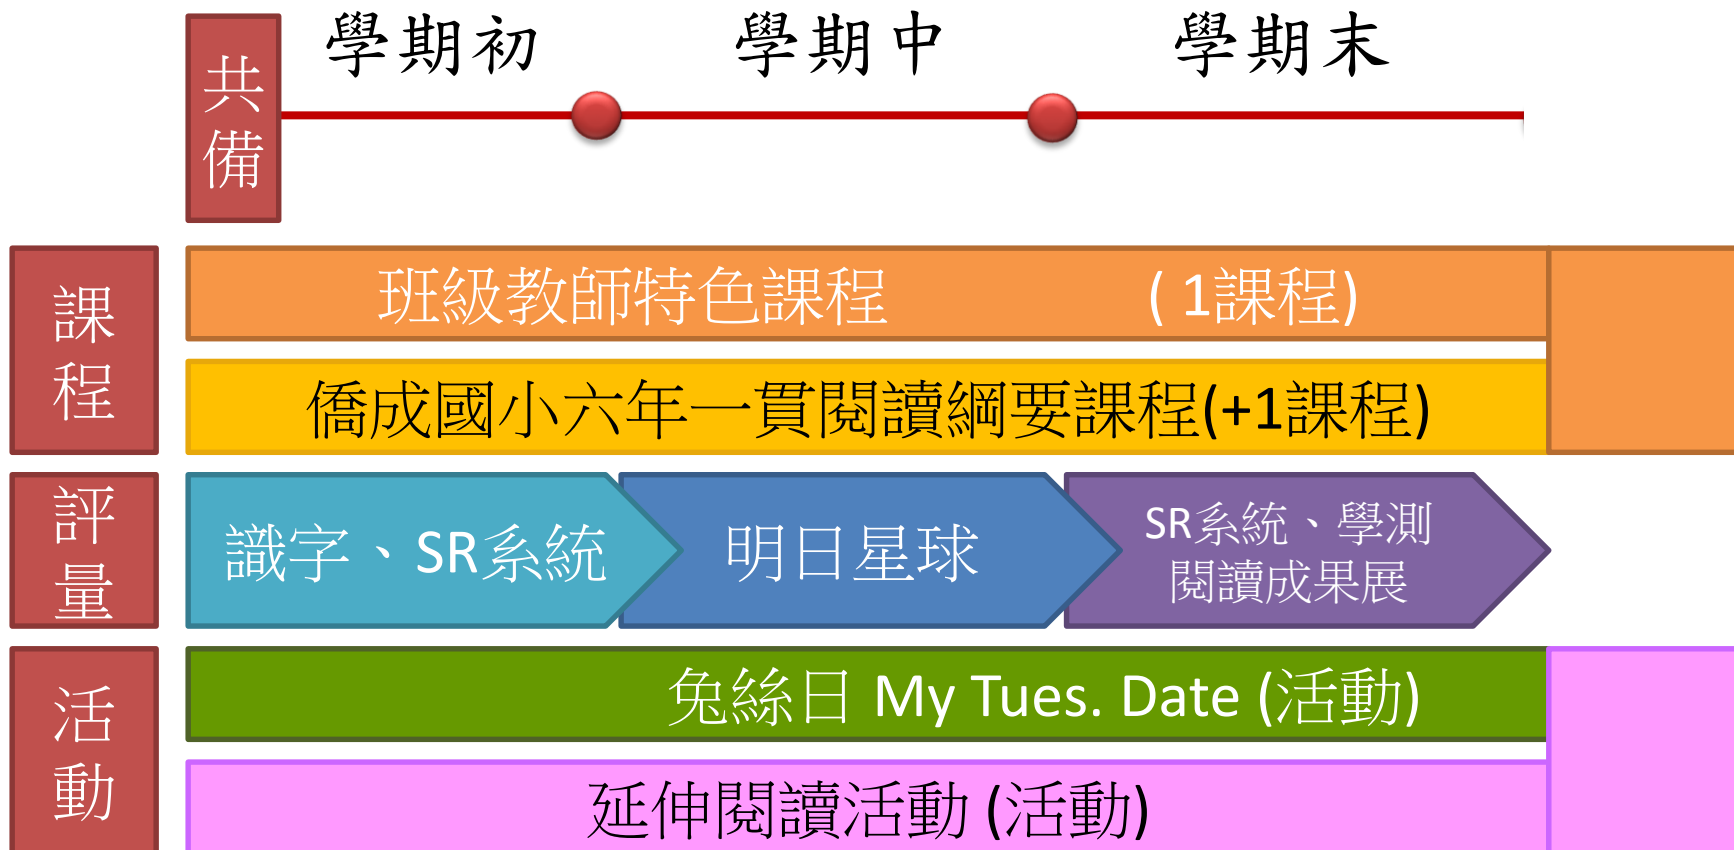 共備
學期初
學期中
學期末
課程
班級教師特色課程 ( 1課程)
僑成國小六年一貫閱讀綱要課程(+1課程)
評量
識字、SR系統
明日星球
SR系統、學測
閱讀成果展
活動
兔絲日 My Tues. Date (活動)
延伸閱讀活動 (活動)